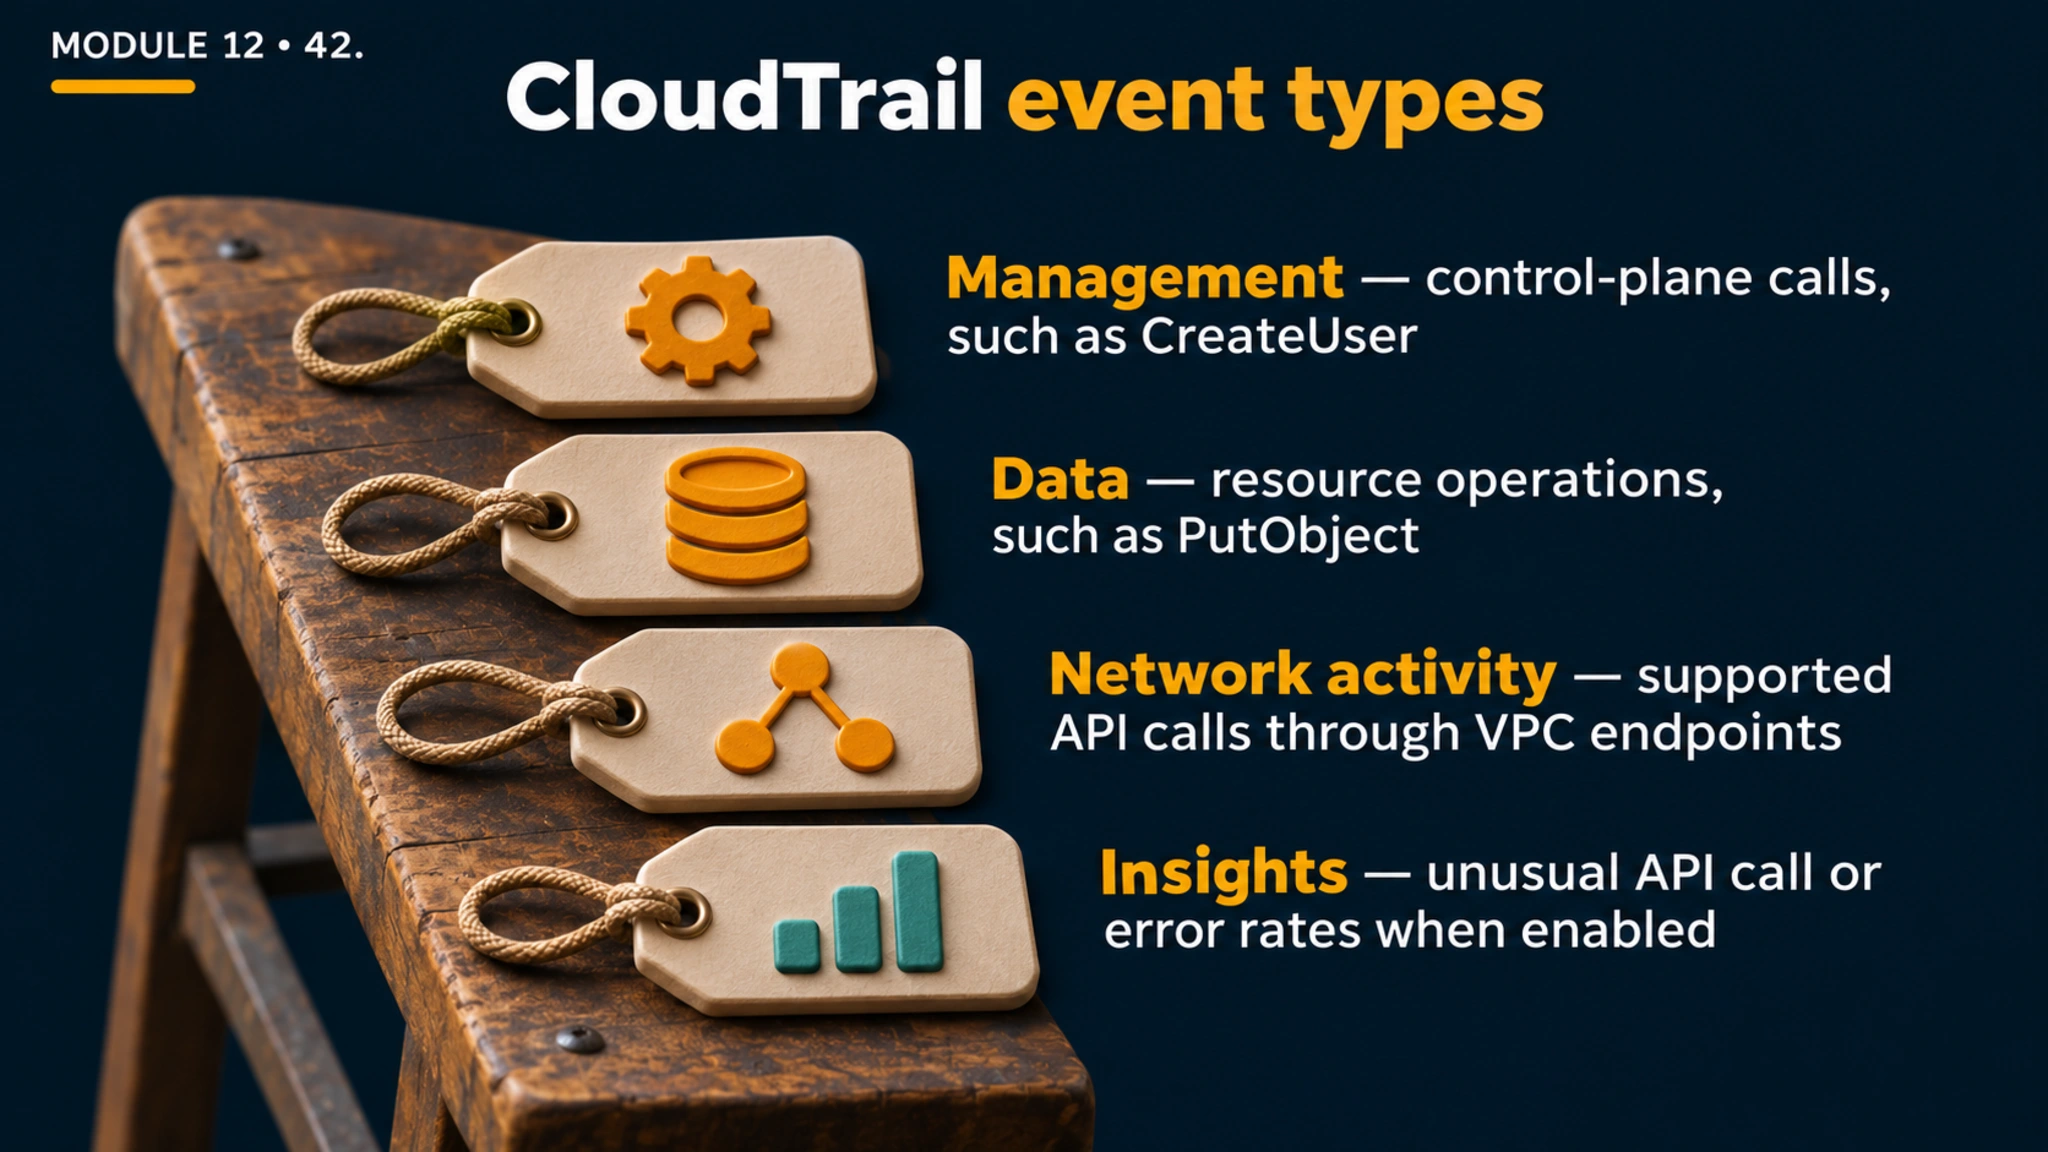 MODULE 12 • 42.
CloudTrail event types
Management — control-plane calls,
such as CreateUser
Data — resource operations,
such as PutObject
Network activity — supported
API calls through VPC endpoints
Insights — unusual API call or
error rates when enabled